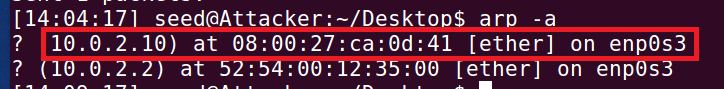 [14:04:17] seed@Attacker:~/Desktop$ arp -a
? 10.0.2.10) at 08:00:27:ca:0d:41 [ether] on enp0s3
? (10.0.2.2) at 52:54:00:12:35:00 [ether] on enp0s3